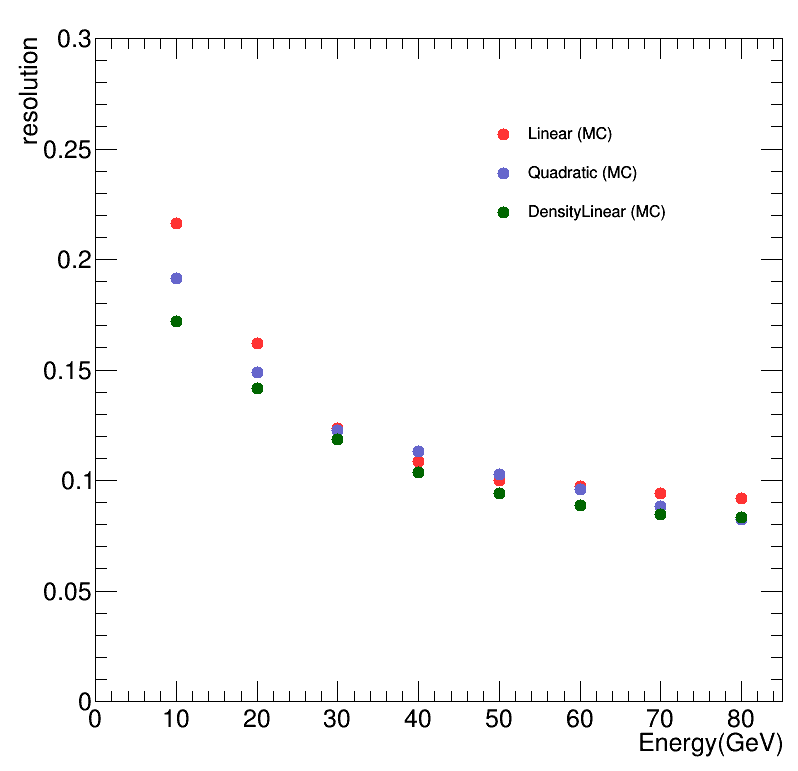 resolution
0.3
0.25
0.2
0.15
0.1
0.05
0
Linear (MC)
Quadratic (MC)
DensityLinear (MC)
0 10 20 30 40 50 60 70 80
Energy(GeV)